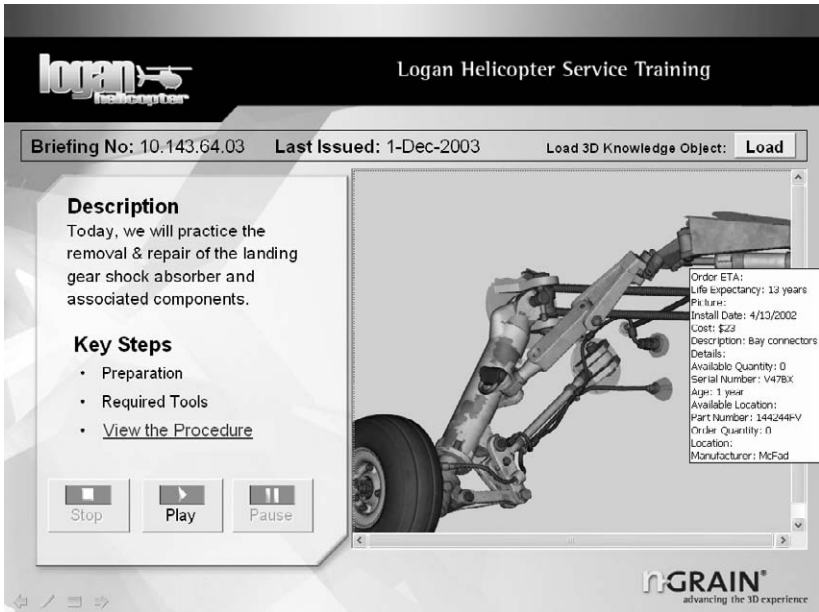 logan
helicopter
Logan Helicopter Service Training
Briefing No: 10.143.64.03 Last Issued: 1-Dec-2003 Load 3D Knowledge Object: Load
Description
Today, we will practice the
removal & repair of the landing
gear shock absorber and
associated components.
Key Steps
• Preparation
• Required Tools
• View the Procedure
Stop Play Pause
Order ETA:
Life Expectancy: 13 years
Picture:
Install Date: 4/13/2002
Cost: $23
Description: Bay connectors
Details:
Available Quantity: 0
Serial Number: V47BX
Age: 1 year
Available Location:
Part Number: 144244FV
Order Quantity: 0
Location:
Manufacturer: McFad
nGRAIN®
advancing the 3D experience